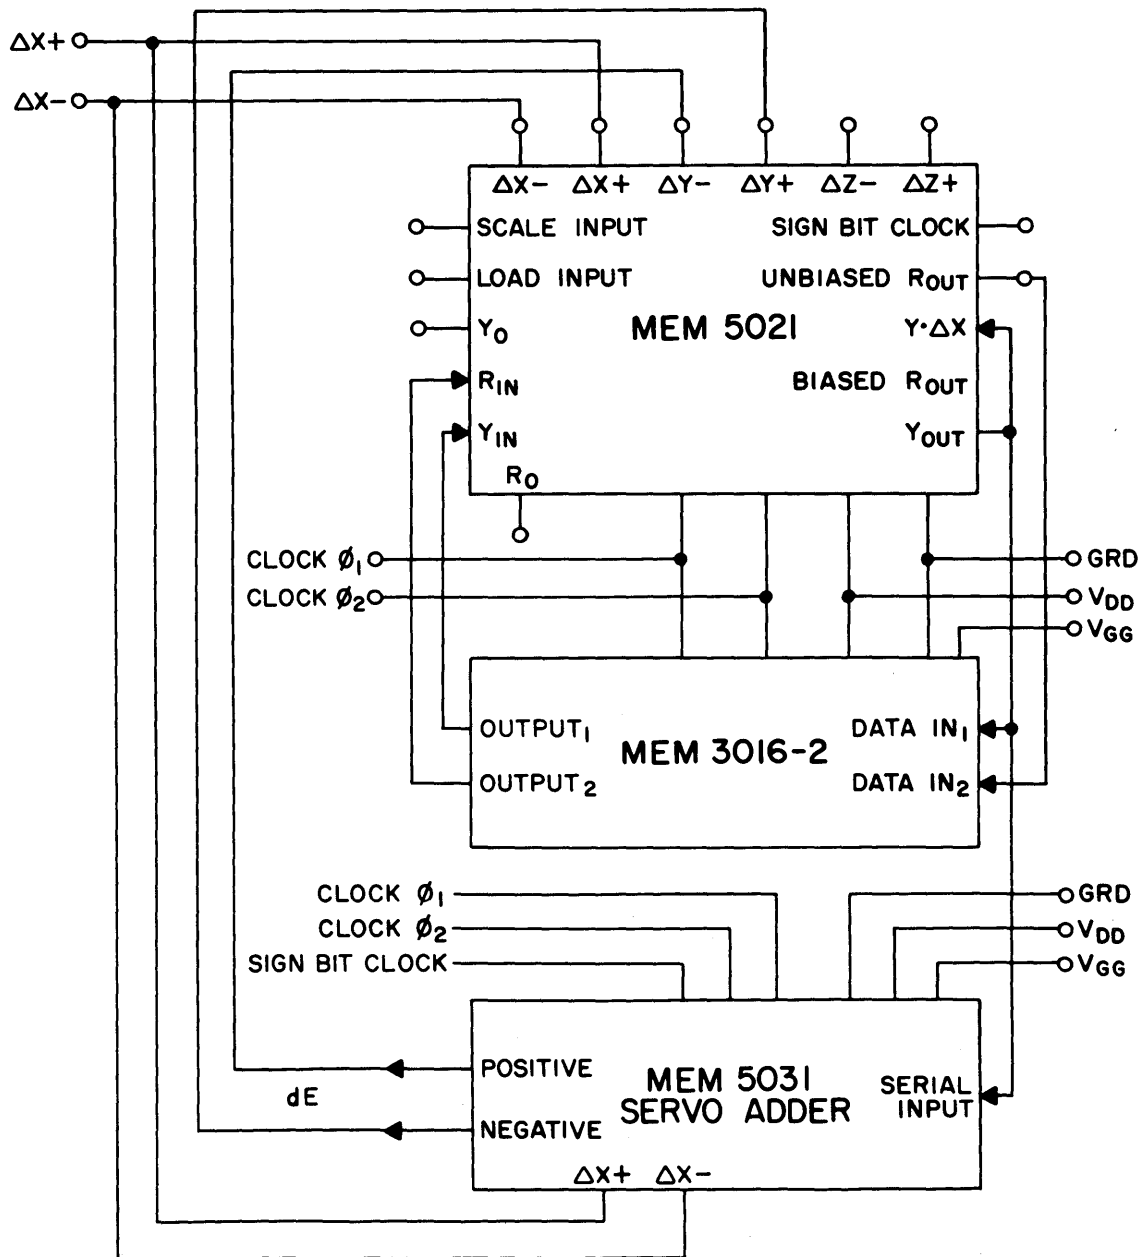 ΔX+
ΔX-
ΔX- ΔX+ ΔY- ΔY+ ΔZ- ΔZ+
SCALE INPUT
SIGN BIT CLOCK
LOAD INPUT
UNBIASED ROUT
Y0
MEM 5021
Y·ΔX
RIN
BIASED ROUT
YIN
YOUT
R0
CLOCK Ø1
GRD
CLOCK Ø2
VDD
VGG
OUTPUT1
DATA IN1
MEM 3016-2
OUTPUT2
DATA IN2
CLOCK Ø1
GRD
CLOCK Ø2
VDD
SIGN BIT CLOCK
VGG
POSITIVE
MEM 5031
SERVO ADDER
SERIAL
INPUT
dE
NEGATIVE
ΔX+ ΔX-